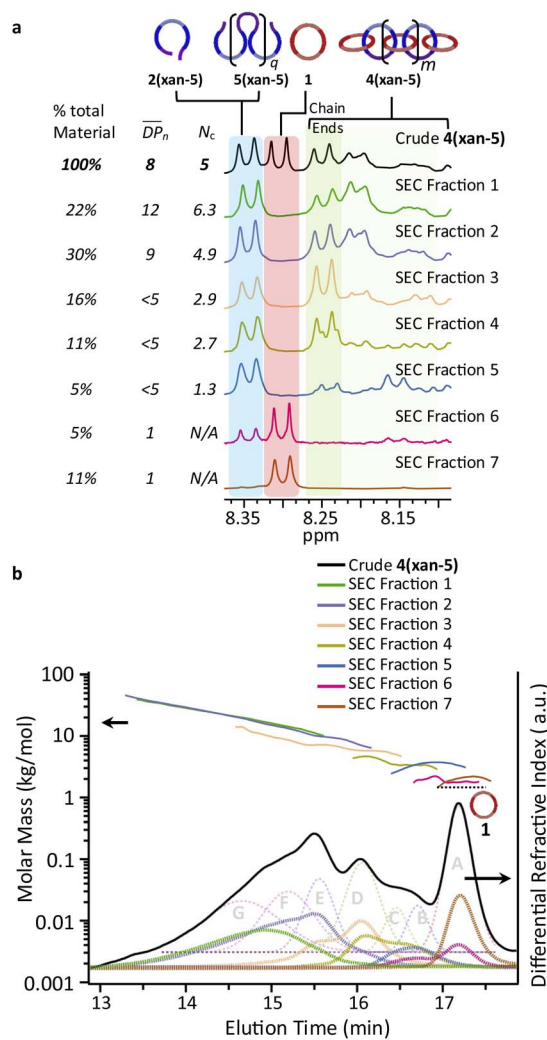 a
q
m
2(xan-5) 5(xan-5) 1 4(xan-5)
Chain
Ends
% total
Material DPn Nc
Crude 4(xan-5)
100% 8 5
SEC Fraction 1
22% 12 6.3
SEC Fraction 2
30% 9 4.9
SEC Fraction 3
16% <5 2.9
SEC Fraction 4
11% <5 2.7
SEC Fraction 5
5% <5 1.3
SEC Fraction 6
5% 1 N/A
SEC Fraction 7
11% 1 N/A
8.35 8.25 8.15
ppm
b
Crude 4(xan-5)
SEC Fraction 1
SEC Fraction 2
SEC Fraction 3
SEC Fraction 4
SEC Fraction 5
SEC Fraction 6
SEC Fraction 7
Molar Mass (kg/mol)
100
10
1
0.1
0.01
0.001
1
A
B
C
D
E
F
G
Differential Refractive Index ( a.u.)
13 14 15 16 17
Elution Time (min)